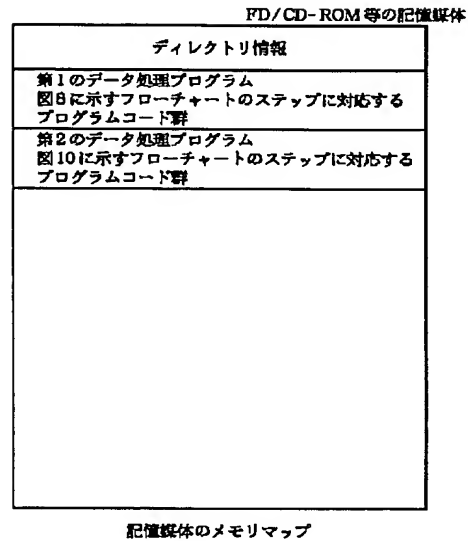 FD/CD-ROM等の記憶媒体
ディレクトリ情報
第1のデータ処理プログラム
図8に示すフローチャートのステップに対応する
プログラムコード群
第2のデータ処理プログラム
図10に示すフローチャートのステップに対応する
プログラムコード群
記憶媒体のメモリマップ